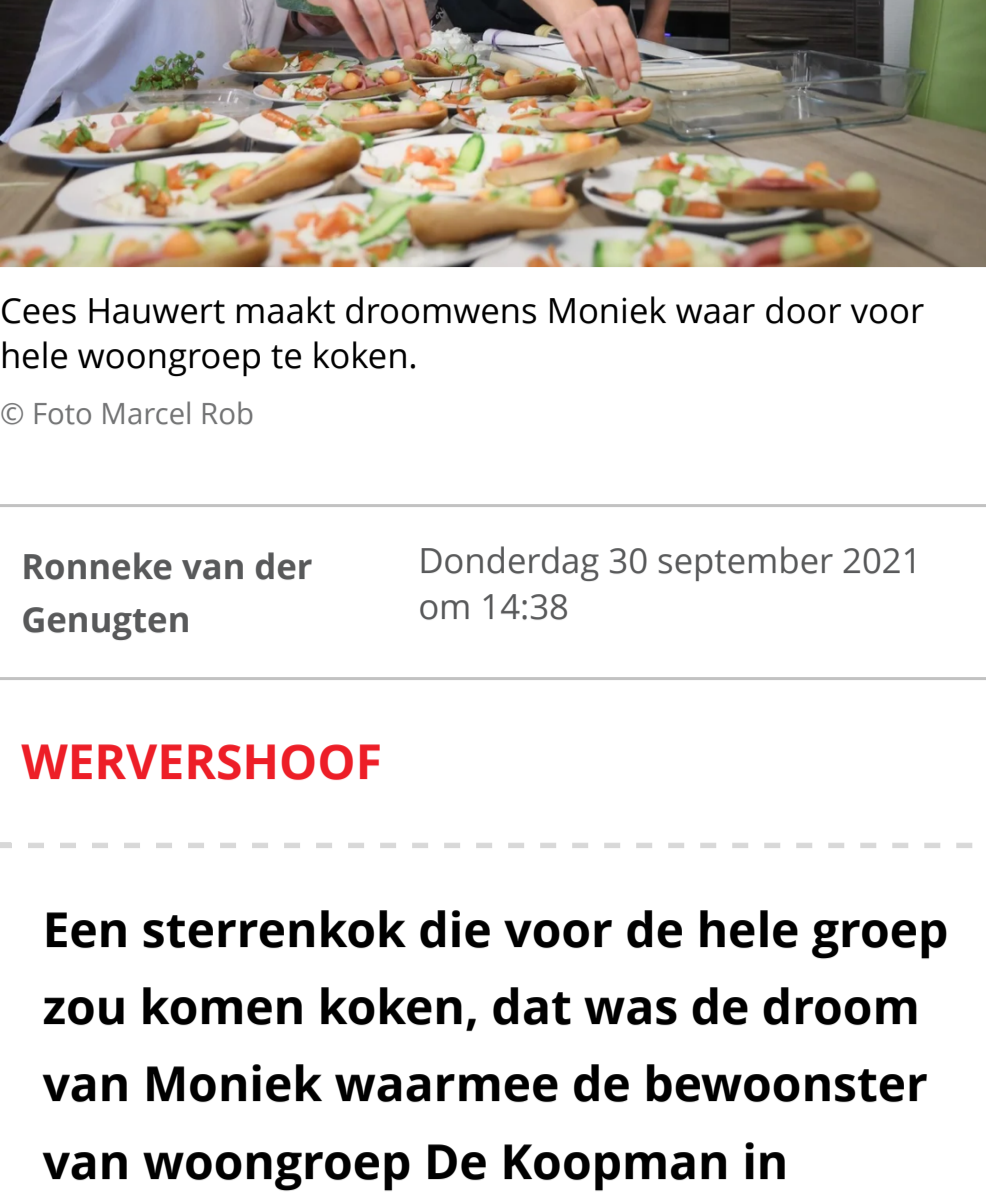 Cees Hauwert maakt droomwens Moniek waar door voor
hele woongroep te koken.
© Foto Marcel Rob
Ronneke van der
Genugten
Donderdag 30 september 2021
om 14:38
WERVERSHOOF
Een sterrenkok die voor de hele groep
zou komen koken, dat was de droom
van Moniek waarmee de bewoonster
van woongroep De Koopman in